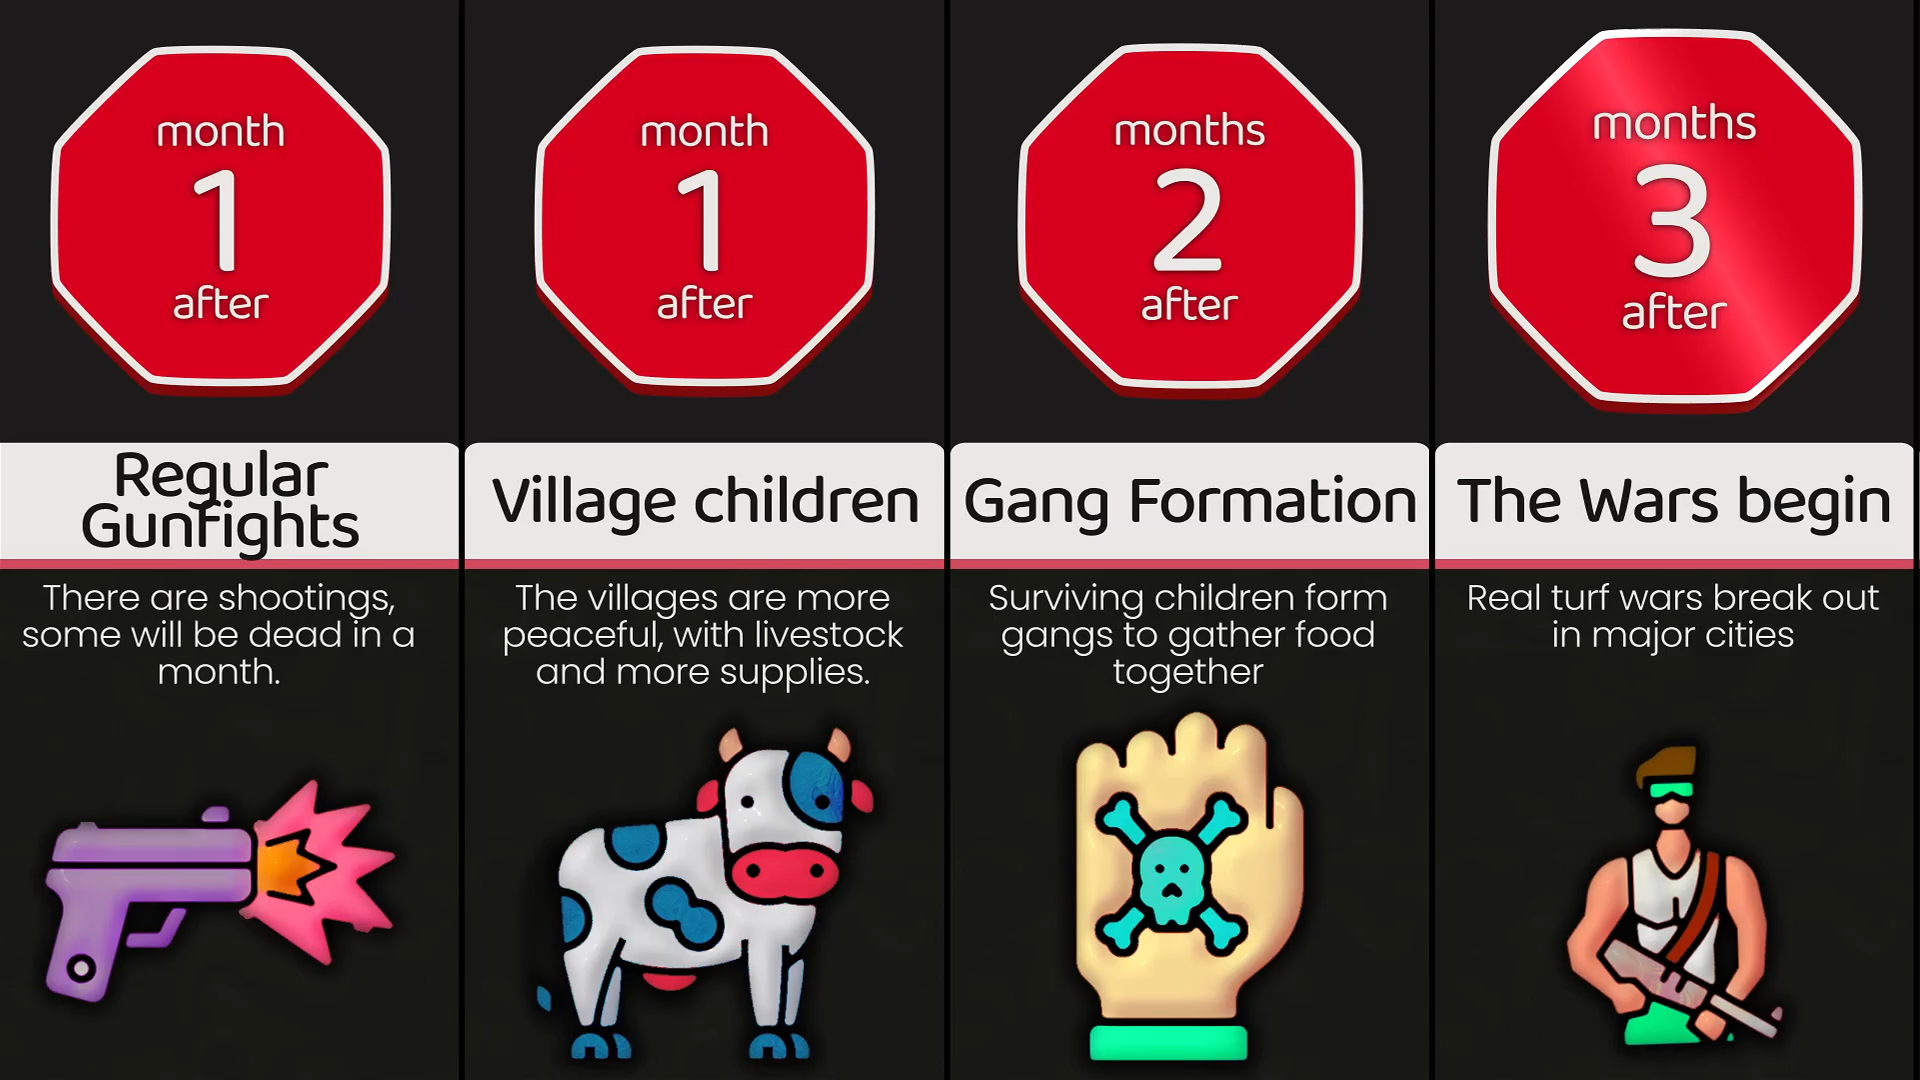 month
1
after
Regular
Gunfights
There are shootings,
some will be dead in a
month.
month
1
after
Village children
The villages are more
peaceful, with livestock
and more supplies.
months
2
after
Gang Formation
Surviving children form
gangs to gather food
together
months
3
after
The Wars begin
Real turf wars break out
in major cities